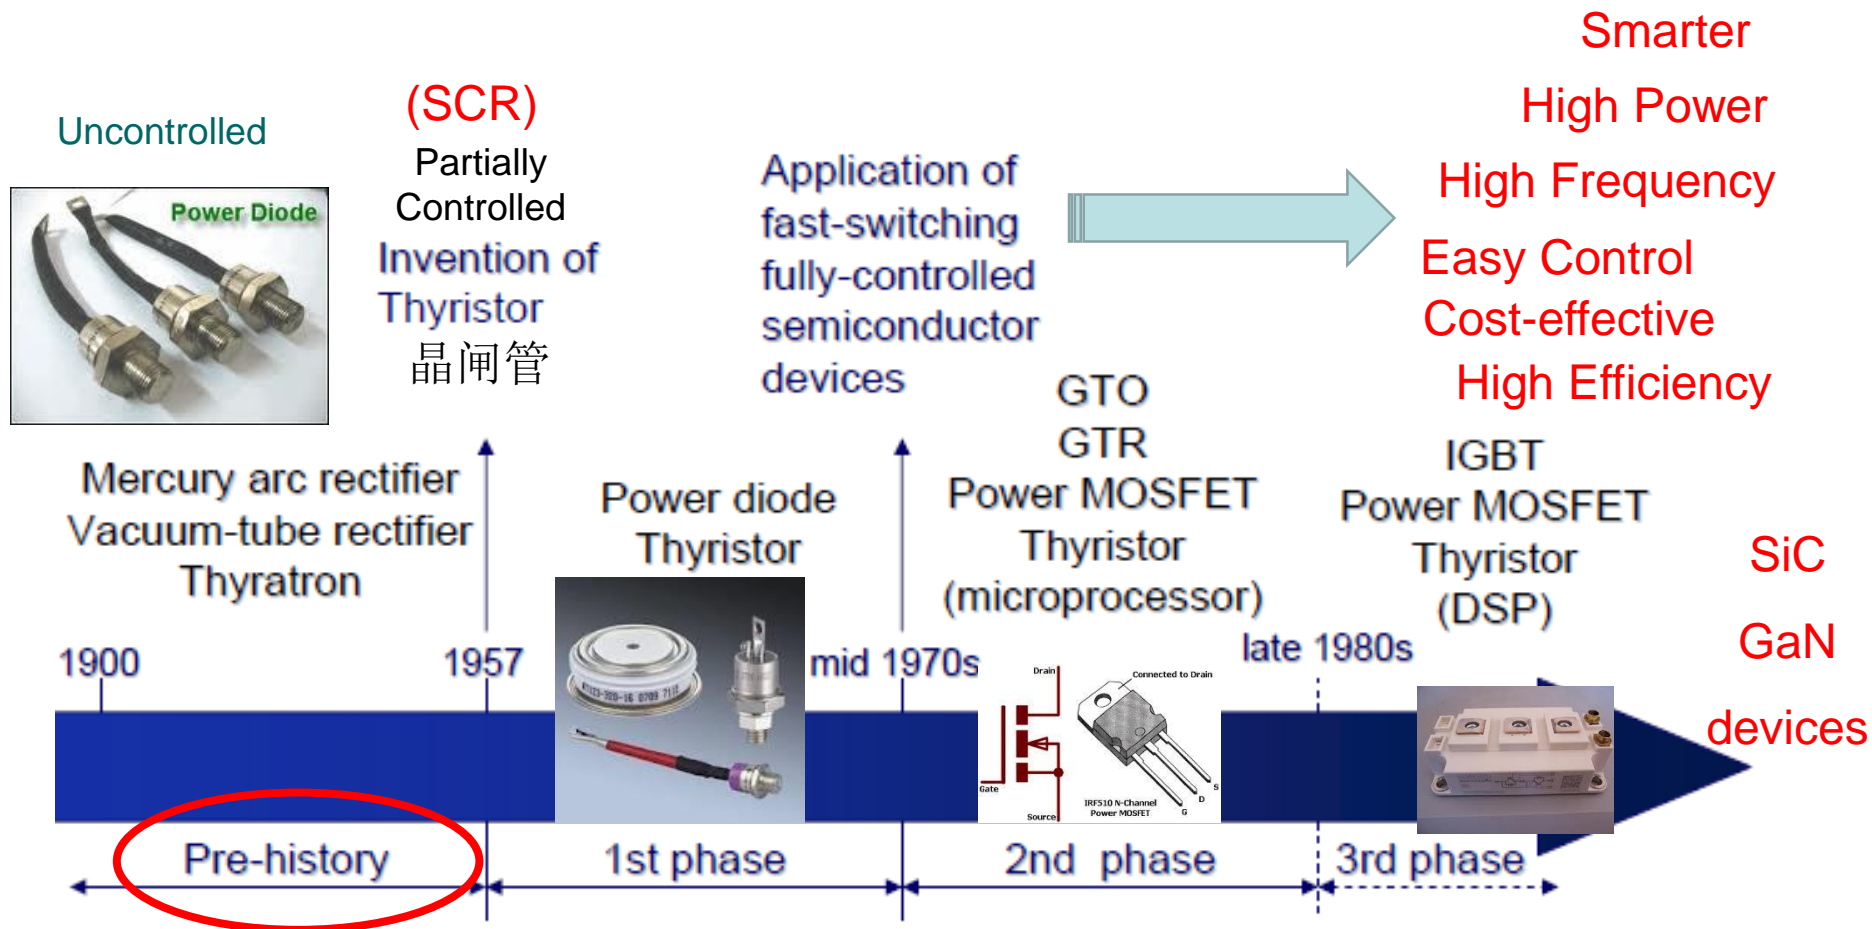 Smarter
High Power
High Frequency
Easy Control
Cost-effective
High Efficiency
Uncontrolled
Power Diode
(SCR)
Partially
Controlled
Invention of
Thyristor
晶闸管
Application of
fast-switching
fully-controlled
semiconductor
devices
Mercury arc rectifier
Vacuum-tube rectifier
Thyratron
Power diode
Thyristor
GTO
GTR
Power MOSFET
Thyristor
(microprocessor)
IGBT
Power MOSFET
Thyristor
(DSP)
SiC
GaN
devices
1900
1957
mid 1970s
late 1980s
Drain
Connected to Drain
Gate
Source
IRF510 N-Channel
Power MOSFET
G
D
S
Pre-history
1st phase
2nd phase
3rd phase